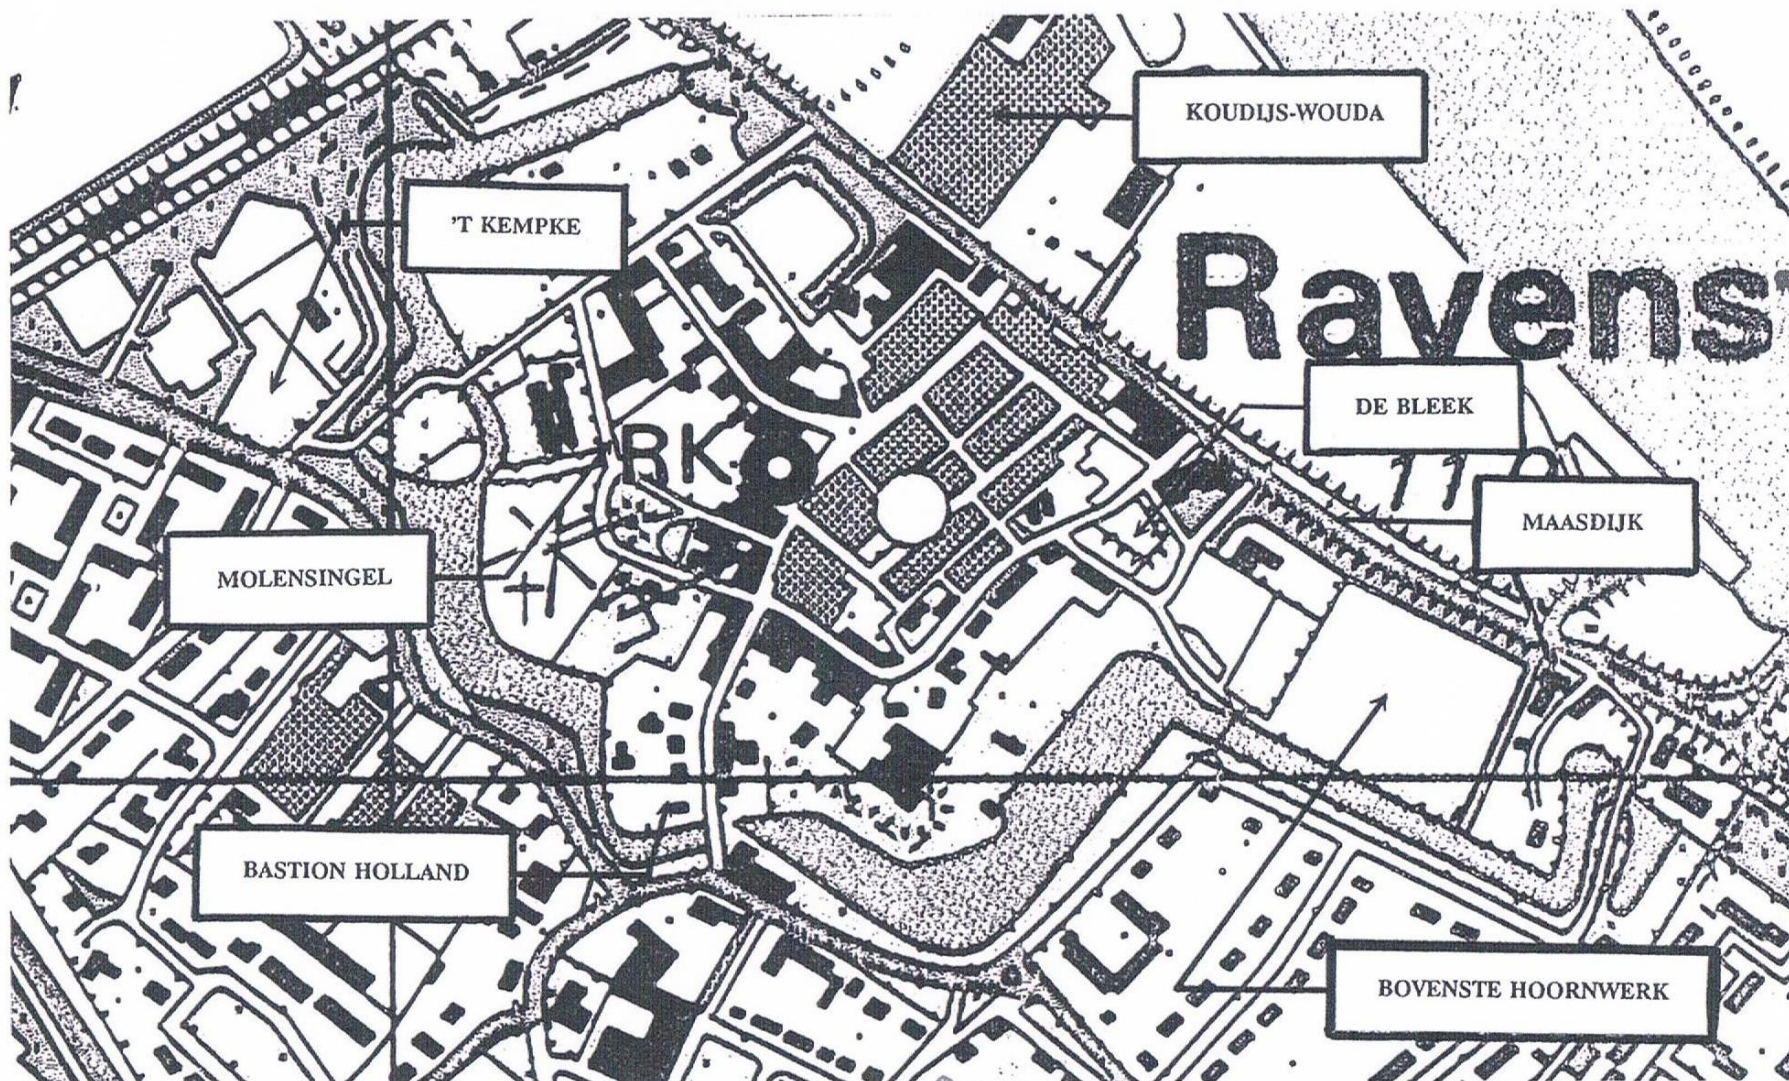 KOUDIJS-WOUDA
'T KEMPKE
Ravens
DE BLEEK
RK
MAASDIJK
MOLENSINGEL
BASTION HOLLAND
BOVENSTE HOORNWERK